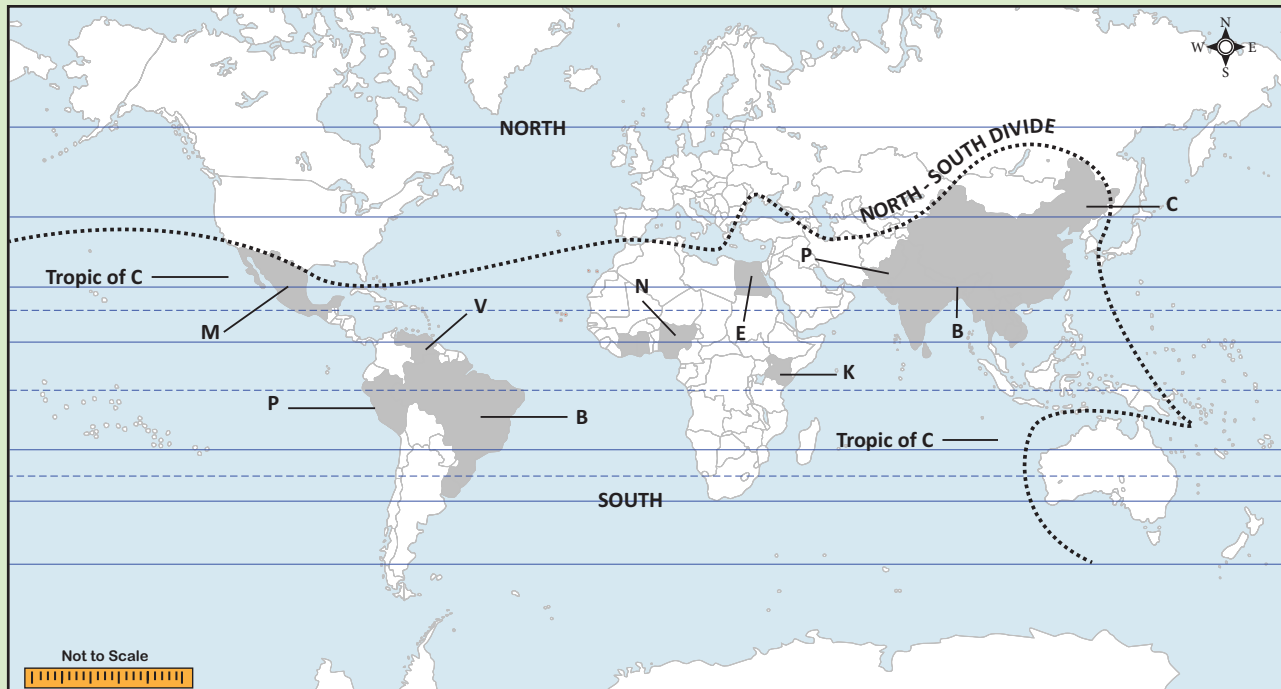 N
W E
S
NORTH
NORTH - SOUTH DIVIDE
C
P
Tropic of C
N
V
M
E
B
K
P
B
Tropic of C
SOUTH
Not to Scale